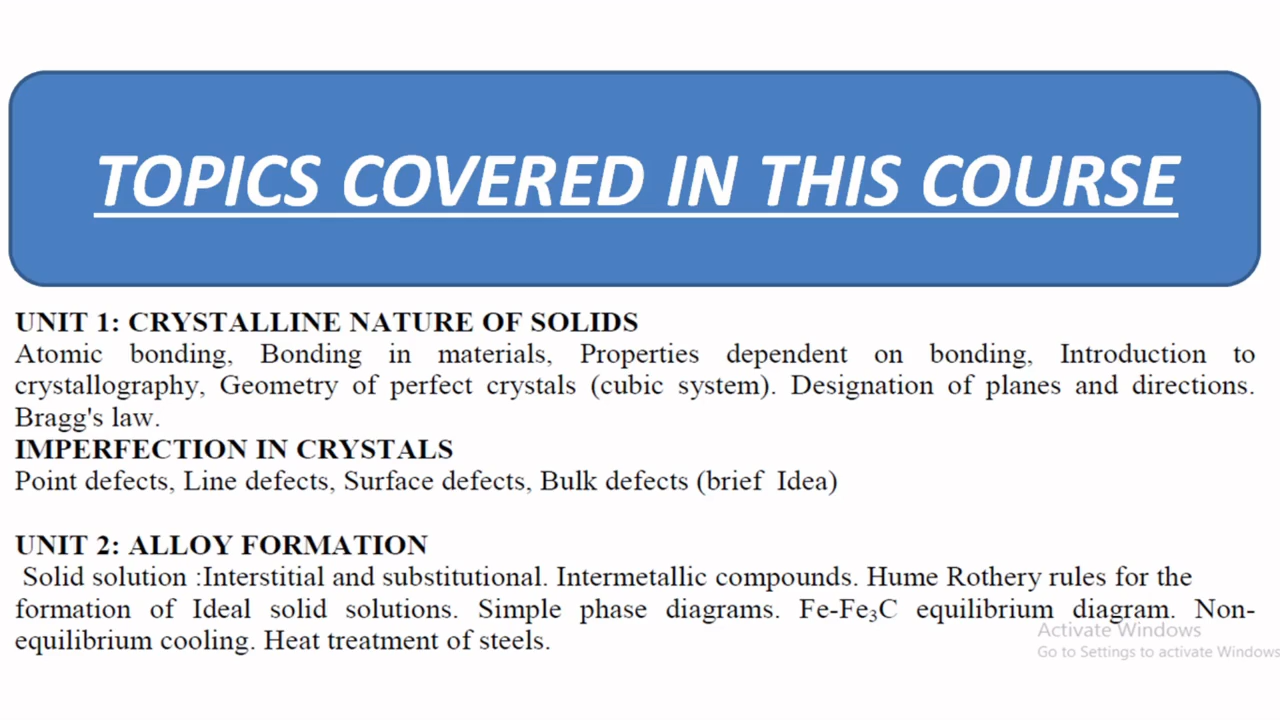 TOPICS COVERED IN THIS COURSE
UNIT 1: CRYSTALLINE NATURE OF SOLIDS
Atomic bonding, Bonding in materials, Properties dependent on bonding, Introduction to
crystallography, Geometry of perfect crystals (cubic system). Designation of planes and directions.
Bragg's law.
IMPERFECTION IN CRYSTALS
Point defects, Line defects, Surface defects, Bulk defects (brief Idea)
UNIT 2: ALLOY FORMATION
Solid solution :Interstitial and substitutional. Intermetallic compounds. Hume Rothery rules for the
formation of Ideal solid solutions. Simple phase diagrams. Fe-Fe₃C equilibrium diagram. Non-
equilibrium cooling. Heat treatment of steels.
Activate Windows
Go to Settings to activate Windows